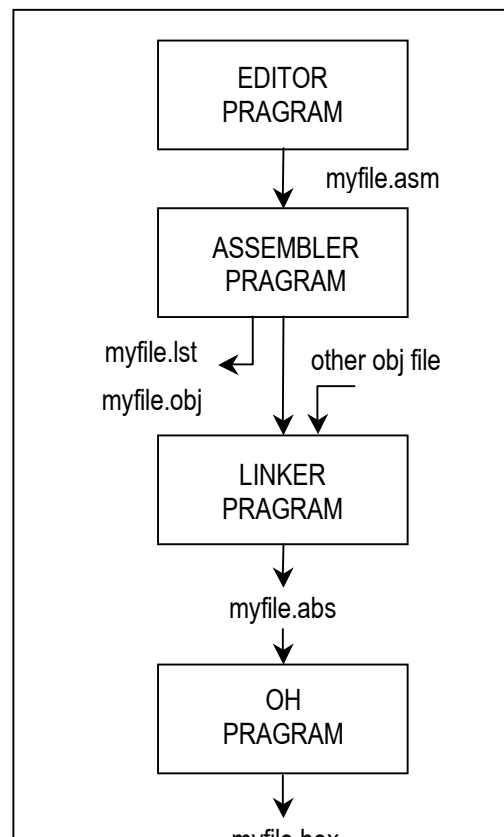 EDITOR
PRAGRAM
myfile.asm
ASSEMBLER
PRAGRAM
myfile.lst
other obj file
myfile.obj
LINKER
PRAGRAM
myfile.abs
OH
PRAGRAM